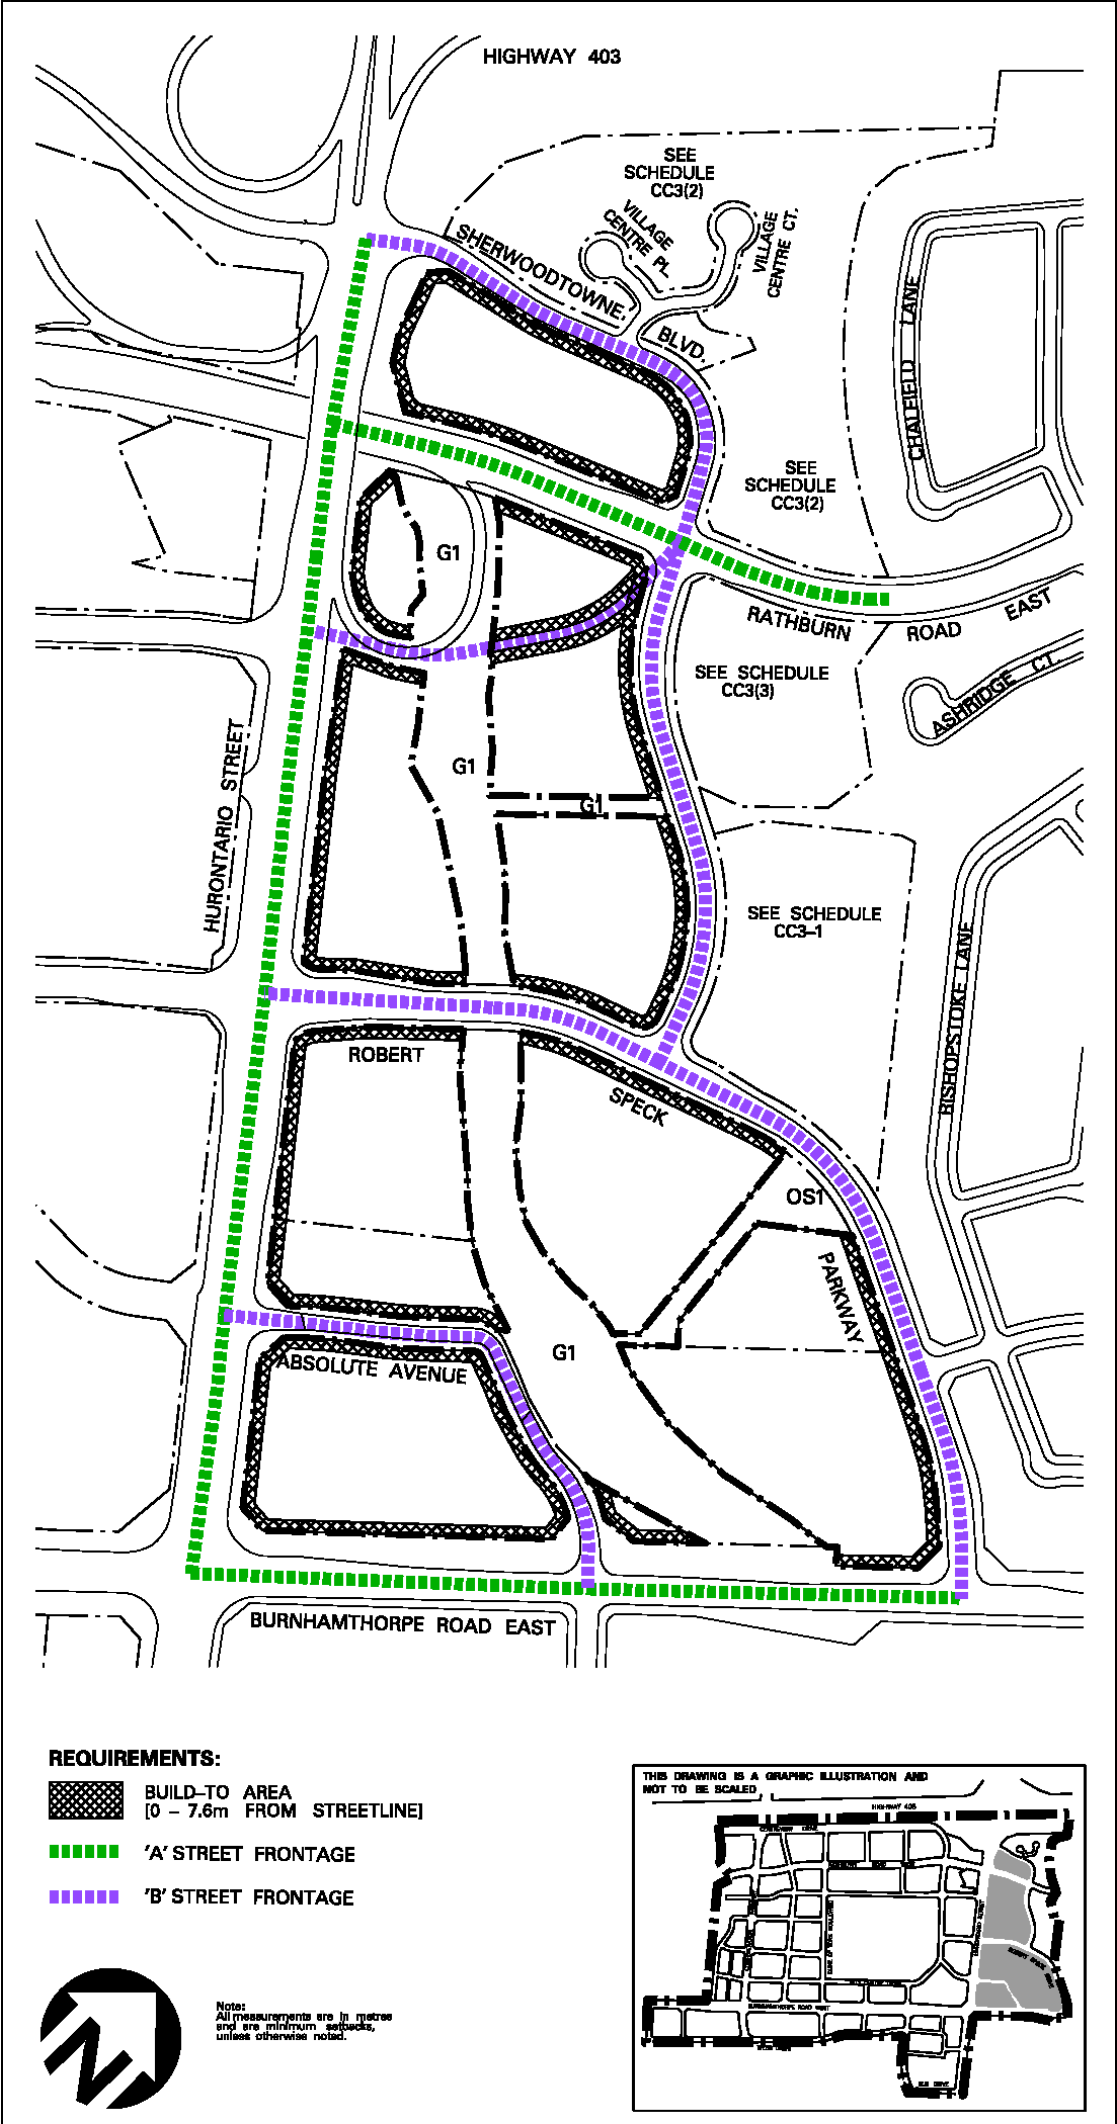 HIGHWAY 403
SEE
SCHEDULE
CC3(2)
VILLAGE
CENTRE PL.
VILLAGE
CENTRE CT.
SHERWOODTOWNE
BLVD.
CHALFIELD LANE
SEE
SCHEDULE
CC3(2)
G1
RATHBURN ROAD EAST
SEE SCHEDULE
CC3(3)
ASHRIDGE CT.
HURONTARIO STREET
G1
G1
SEE SCHEDULE
CC3-1
BISHOPSTOKE LANE
ROBERT
SPECK
PARKWAY
OS1
G1
ABSOLUTE AVENUE
BURNHAMTHORPE ROAD EAST
REQUIREMENTS:
BUILD-TO AREA
[0 - 7.6m FROM STREETLINE]
'A' STREET FRONTAGE
'B' STREET FRONTAGE
N
Note:
All measurements are in metres
and are minimum setbacks,
unless otherwise noted.
THIS DRAWING IS A GRAPHIC ILLUSTRATION AND
NOT TO BE SCALED
HIGHWAY 403
BURNHAMTHORPE ROAD WEST